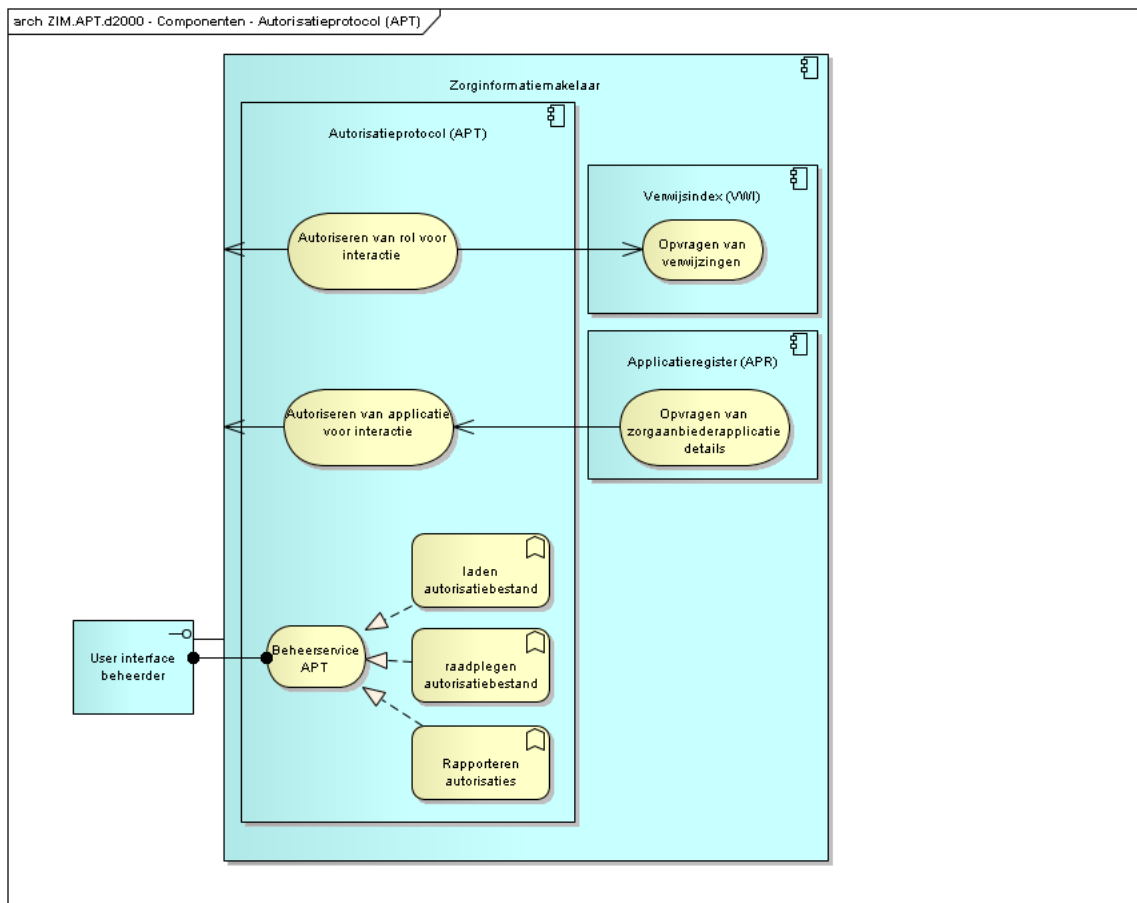 arch ZIM.APT.d2000 - Componenten - Autorisatieprotocol (APT)
Zorginformatiemakelaar
Autorisatieprotocol (APT)
Verwijsindex (VWI)
Autoriseren van rol voor
interactie
Opvragen van
verwijzingen
Applicatieregister (APR)
Autoriseren van applicatie
voor interactie
Opvragen van
zorgaanbiederapplicatie
details
laden
autorisatiebestand
User interface
beheerder
Beheerservice
APT
raadplegen
autorisatiebestand
Rapporteren
autorisaties